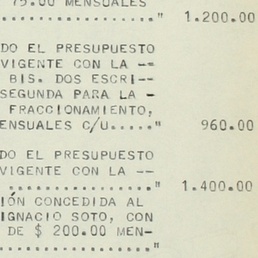 75.00 MENSUALES
................." 1.200.00
DO EL PRESUPUESTO
VIGENTE CON LA --
BIS. DOS ESCRI--
SEGUNDA PARA LA -
FRACCIONAMIENTO,
ENSUALES C/U....." 960.00
DO EL PRESUPUESTO
VIGENTE CON LA --
................" 1.400.00
IÓN CONCEDIDA AL
IGNACIO SOTO, CON
DE $ 200.00 MEN-
................."